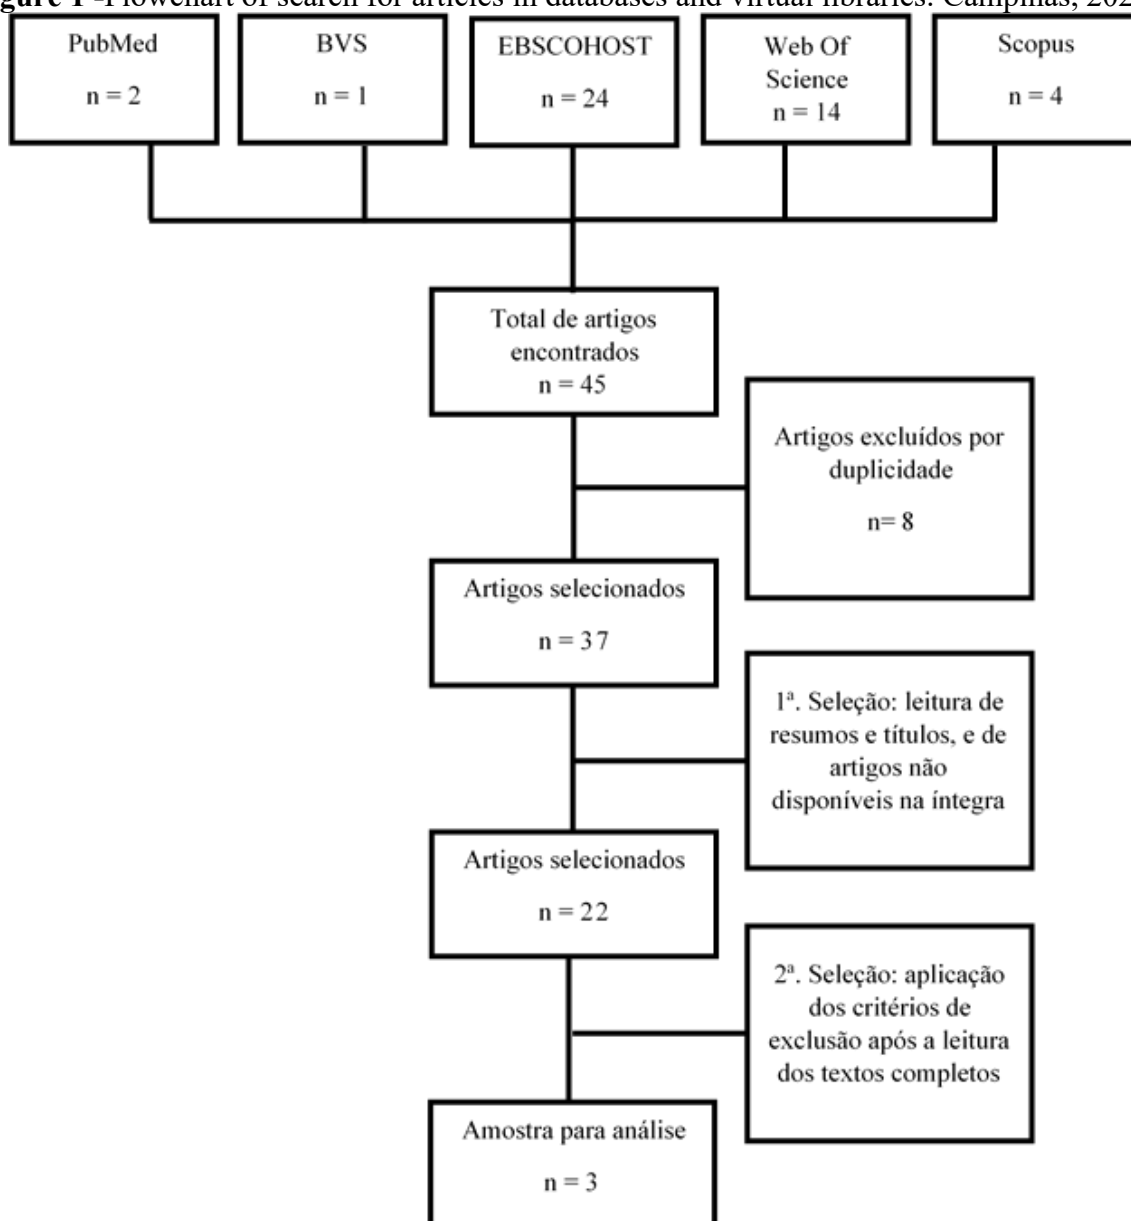 gure 1 -Flowchart of search for articles in databases and virtual libraries. Campinas, 202
PubMed
n = 2
BVS
n = 1
EBSCOHOST
n = 24
Web Of
Science
n = 14
Scopus
n = 4
Total de artigos
encontrados
n = 45
Artigos excluídos por
duplicidade
n= 8
Artigos selecionados
n = 37
1ª. Seleção: leitura de
resumos e títulos, e de
artigos não
disponíveis na íntegra
Artigos selecionados
n = 22
2ª. Seleção: aplicação
dos critérios de
exclusão após a leitura
dos textos completos
Amostra para análise
n = 3